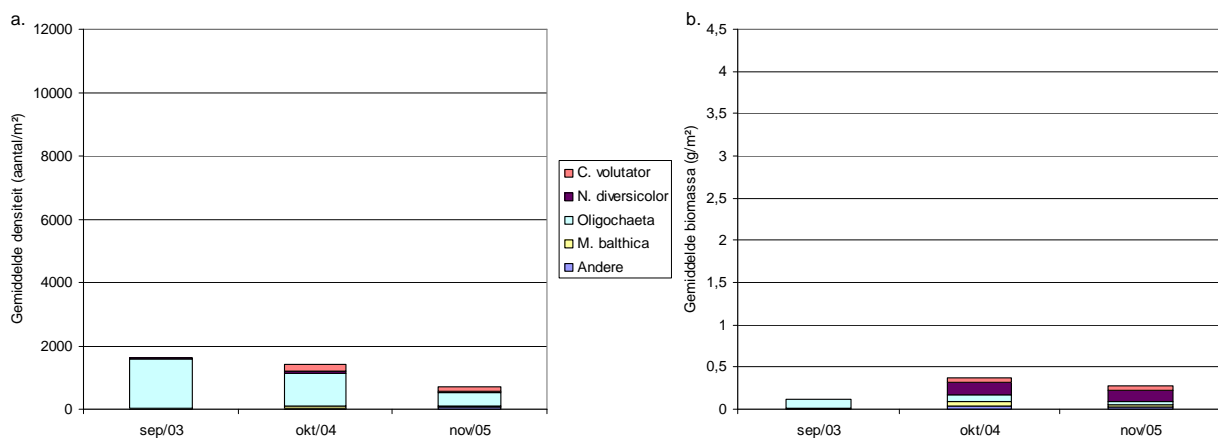 a.
Gemiddelde densiteit (aantal/m²)
12000
10000
8000
6000
4000
2000
0
sep/03
okt/04
nov/05
C. volutator
N. diversicolor
Oligochaeta
M. balthica
Andere
b.
Gemiddelde biomassa (g/m²)
4,5
4
3,5
3
2,5
2
1,5
1
0,5
0
sep/03
okt/04
nov/05